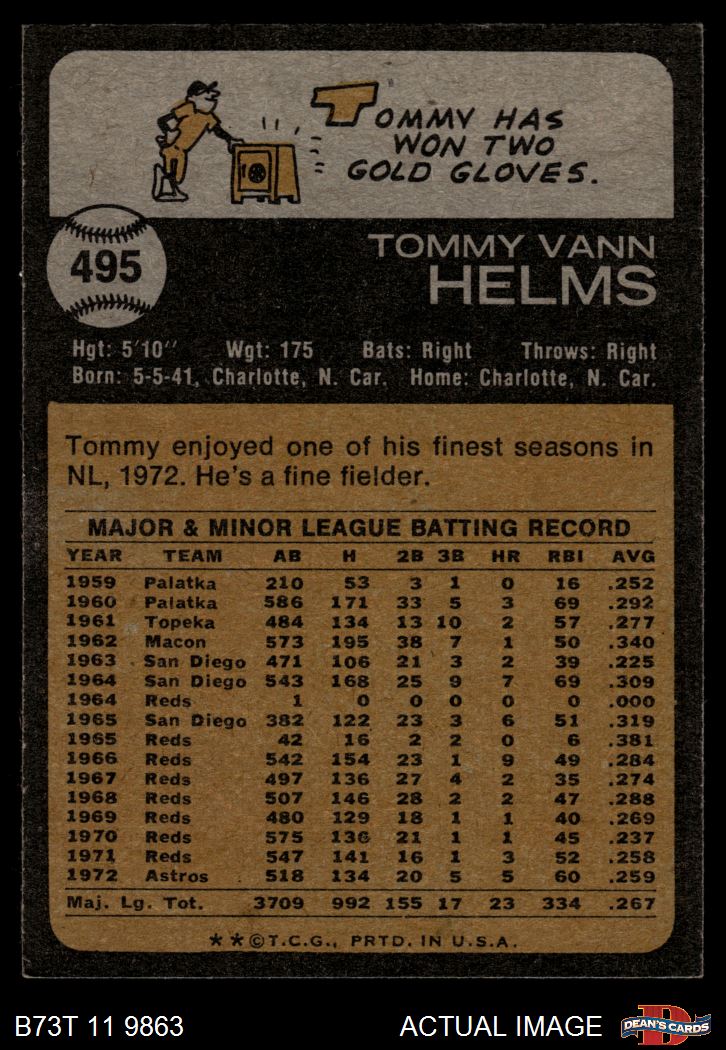 TOMMY HAS
WON TWO
GOLD GLOVES.
495
TOMMY VANN
HELMS
Hgt: 5'10" Wgt: 175 Bats: Right Throws: Right
Born: 5-5-41, Charlotte, N. Car. Home: Charlotte, N. Car.
Tommy enjoyed one of his finest seasons in
NL, 1972. He's a fine fielder.
MAJOR & MINOR LEAGUE BATTING RECORD
YEAR TEAM AB H 2B 3B HR RBI AVG
1959 Palatka 210 53 3 1 0 16 .252
1960 Palatka 586 171 33 5 3 69 .292
1961 Topeka 484 134 13 10 2 57 .277
1962 Macon 573 195 38 7 1 50 .340
1963 San Diego 471 106 21 3 2 39 .225
1964 San Diego 543 168 25 9 7 69 .309
1964 Reds 1 0 0 0 0 0 .000
1965 San Diego 382 122 23 3 6 51 .319
1965 Reds 42 16 2 2 0 6 .381
1966 Reds 542 154 23 1 9 49 .284
1967 Reds 497 136 27 4 2 35 .274
1968 Reds 507 146 28 2 2 47 .288
1969 Reds 480 129 18 1 1 40 .269
1970 Reds 575 136 21 1 1 45 .237
1971 Reds 547 141 16 1 3 52 .258
1972 Astros 518 134 20 5 5 60 .259
Maj. Lg. Tot. 3709 992 155 17 23 334 .267
**©T.C.G., PRTD. IN U.S.A.
B73T 11 9863 ACTUAL IMAGE
D
DEAN'S CARDS